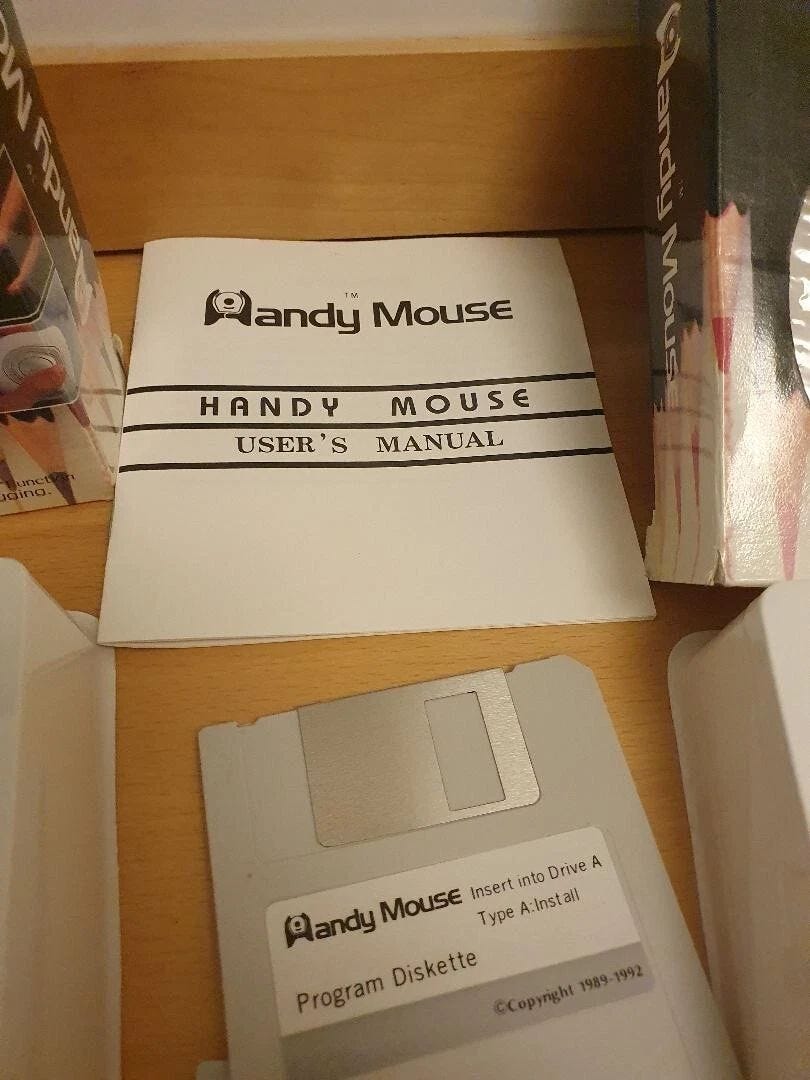 Handy Mouse
™
Handy Mouse
HANDY MOUSE
USER'S MANUAL
Handy Mouse
Insert into Drive A
Type A:Install
Program Diskette
©Copyright 1989-1992